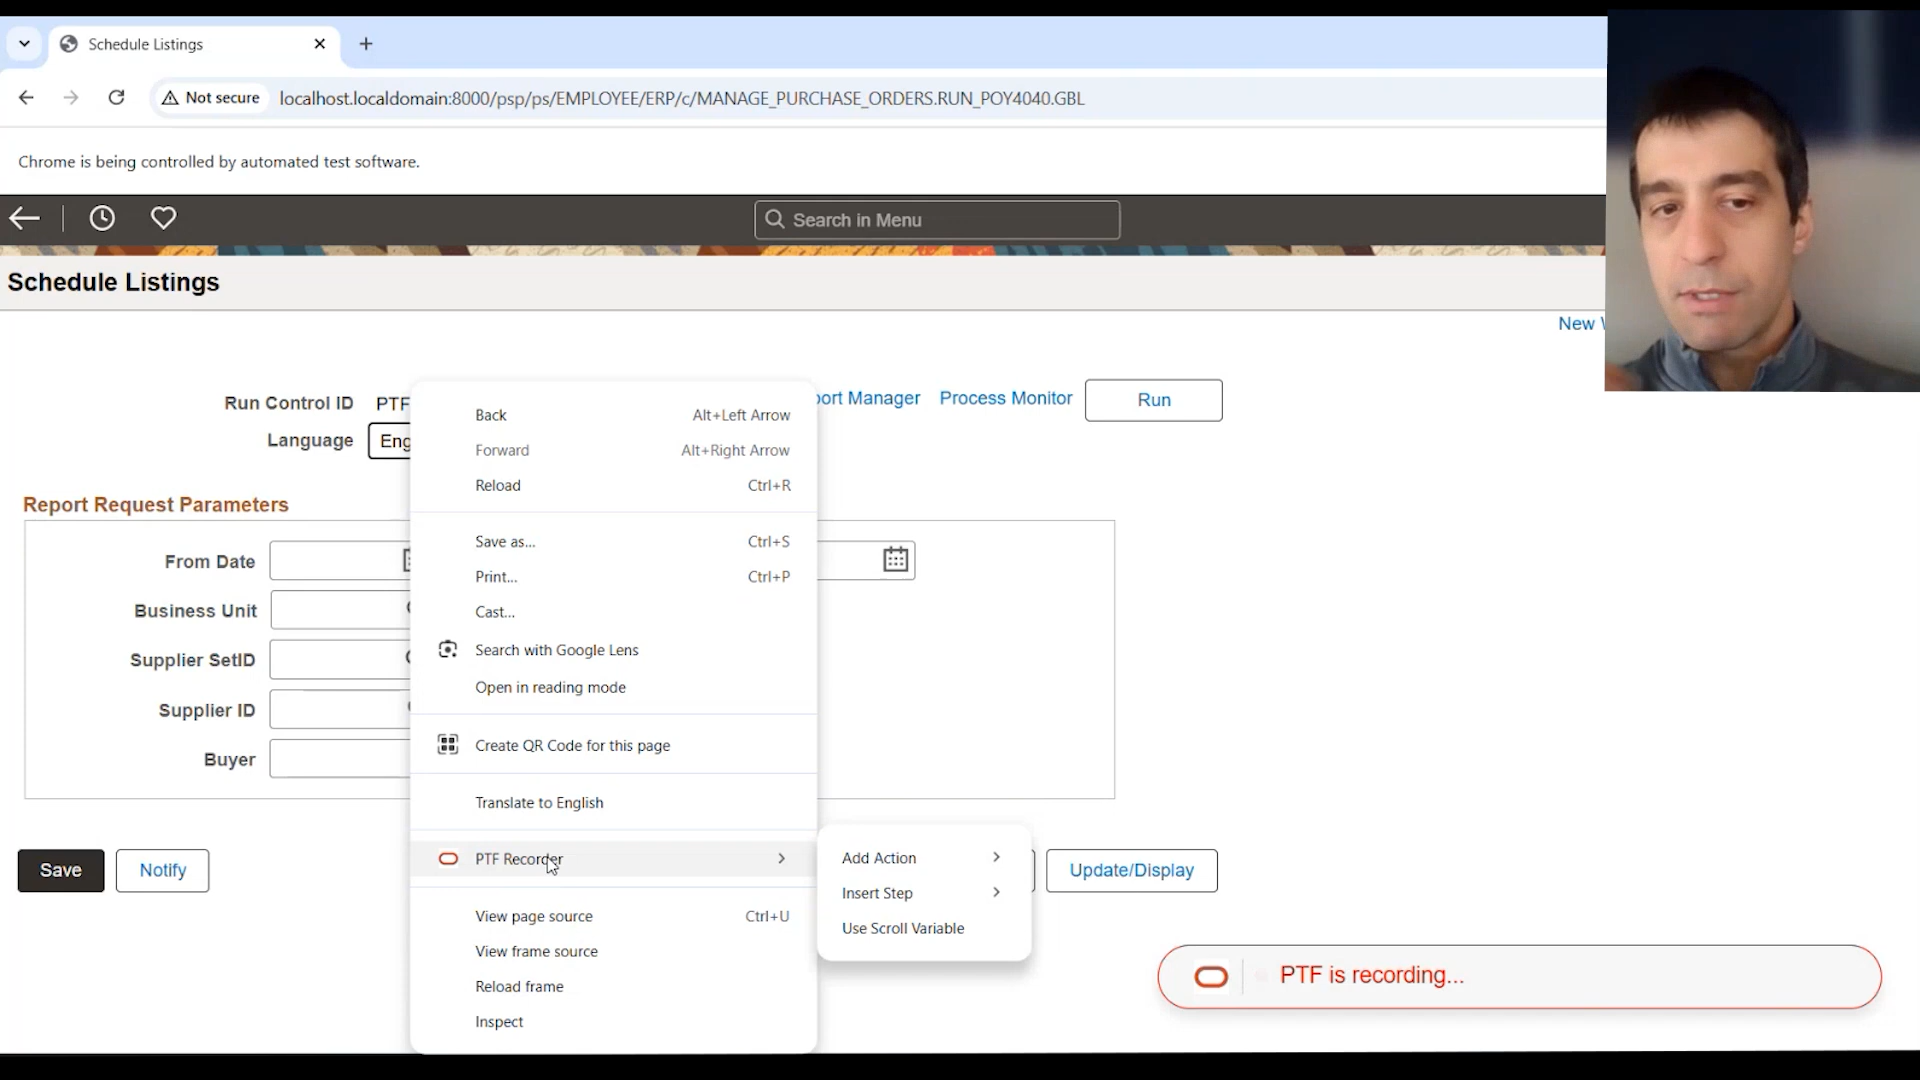 Schedule Listings
Not secure
localhost.localdomain:8000/psp/ps/EMPLOYEE/ERP/c/MANAGE_PURCHASE_ORDERS.RUN_POY4040.GBL
Chrome is being controlled by automated test software.
Search in Menu
Schedule Listings
New
Run Control ID PTF
port Manager Process Monitor Run
Language Eng
Report Request Parameters
From Date
Business Unit
Supplier SetID
Supplier ID
Buyer
Save Notify
Update/Display
Back Alt+Left Arrow
Forward Alt+Right Arrow
Reload Ctrl+R
Save as... Ctrl+S
Print... Ctrl+P
Cast...
Search with Google Lens
Open in reading mode
Create QR Code for this page
Translate to English
PTF Recorder
View page source Ctrl+U
View frame source
Reload frame
Inspect
Add Action
Insert Step
Use Scroll Variable
PTF is recording...